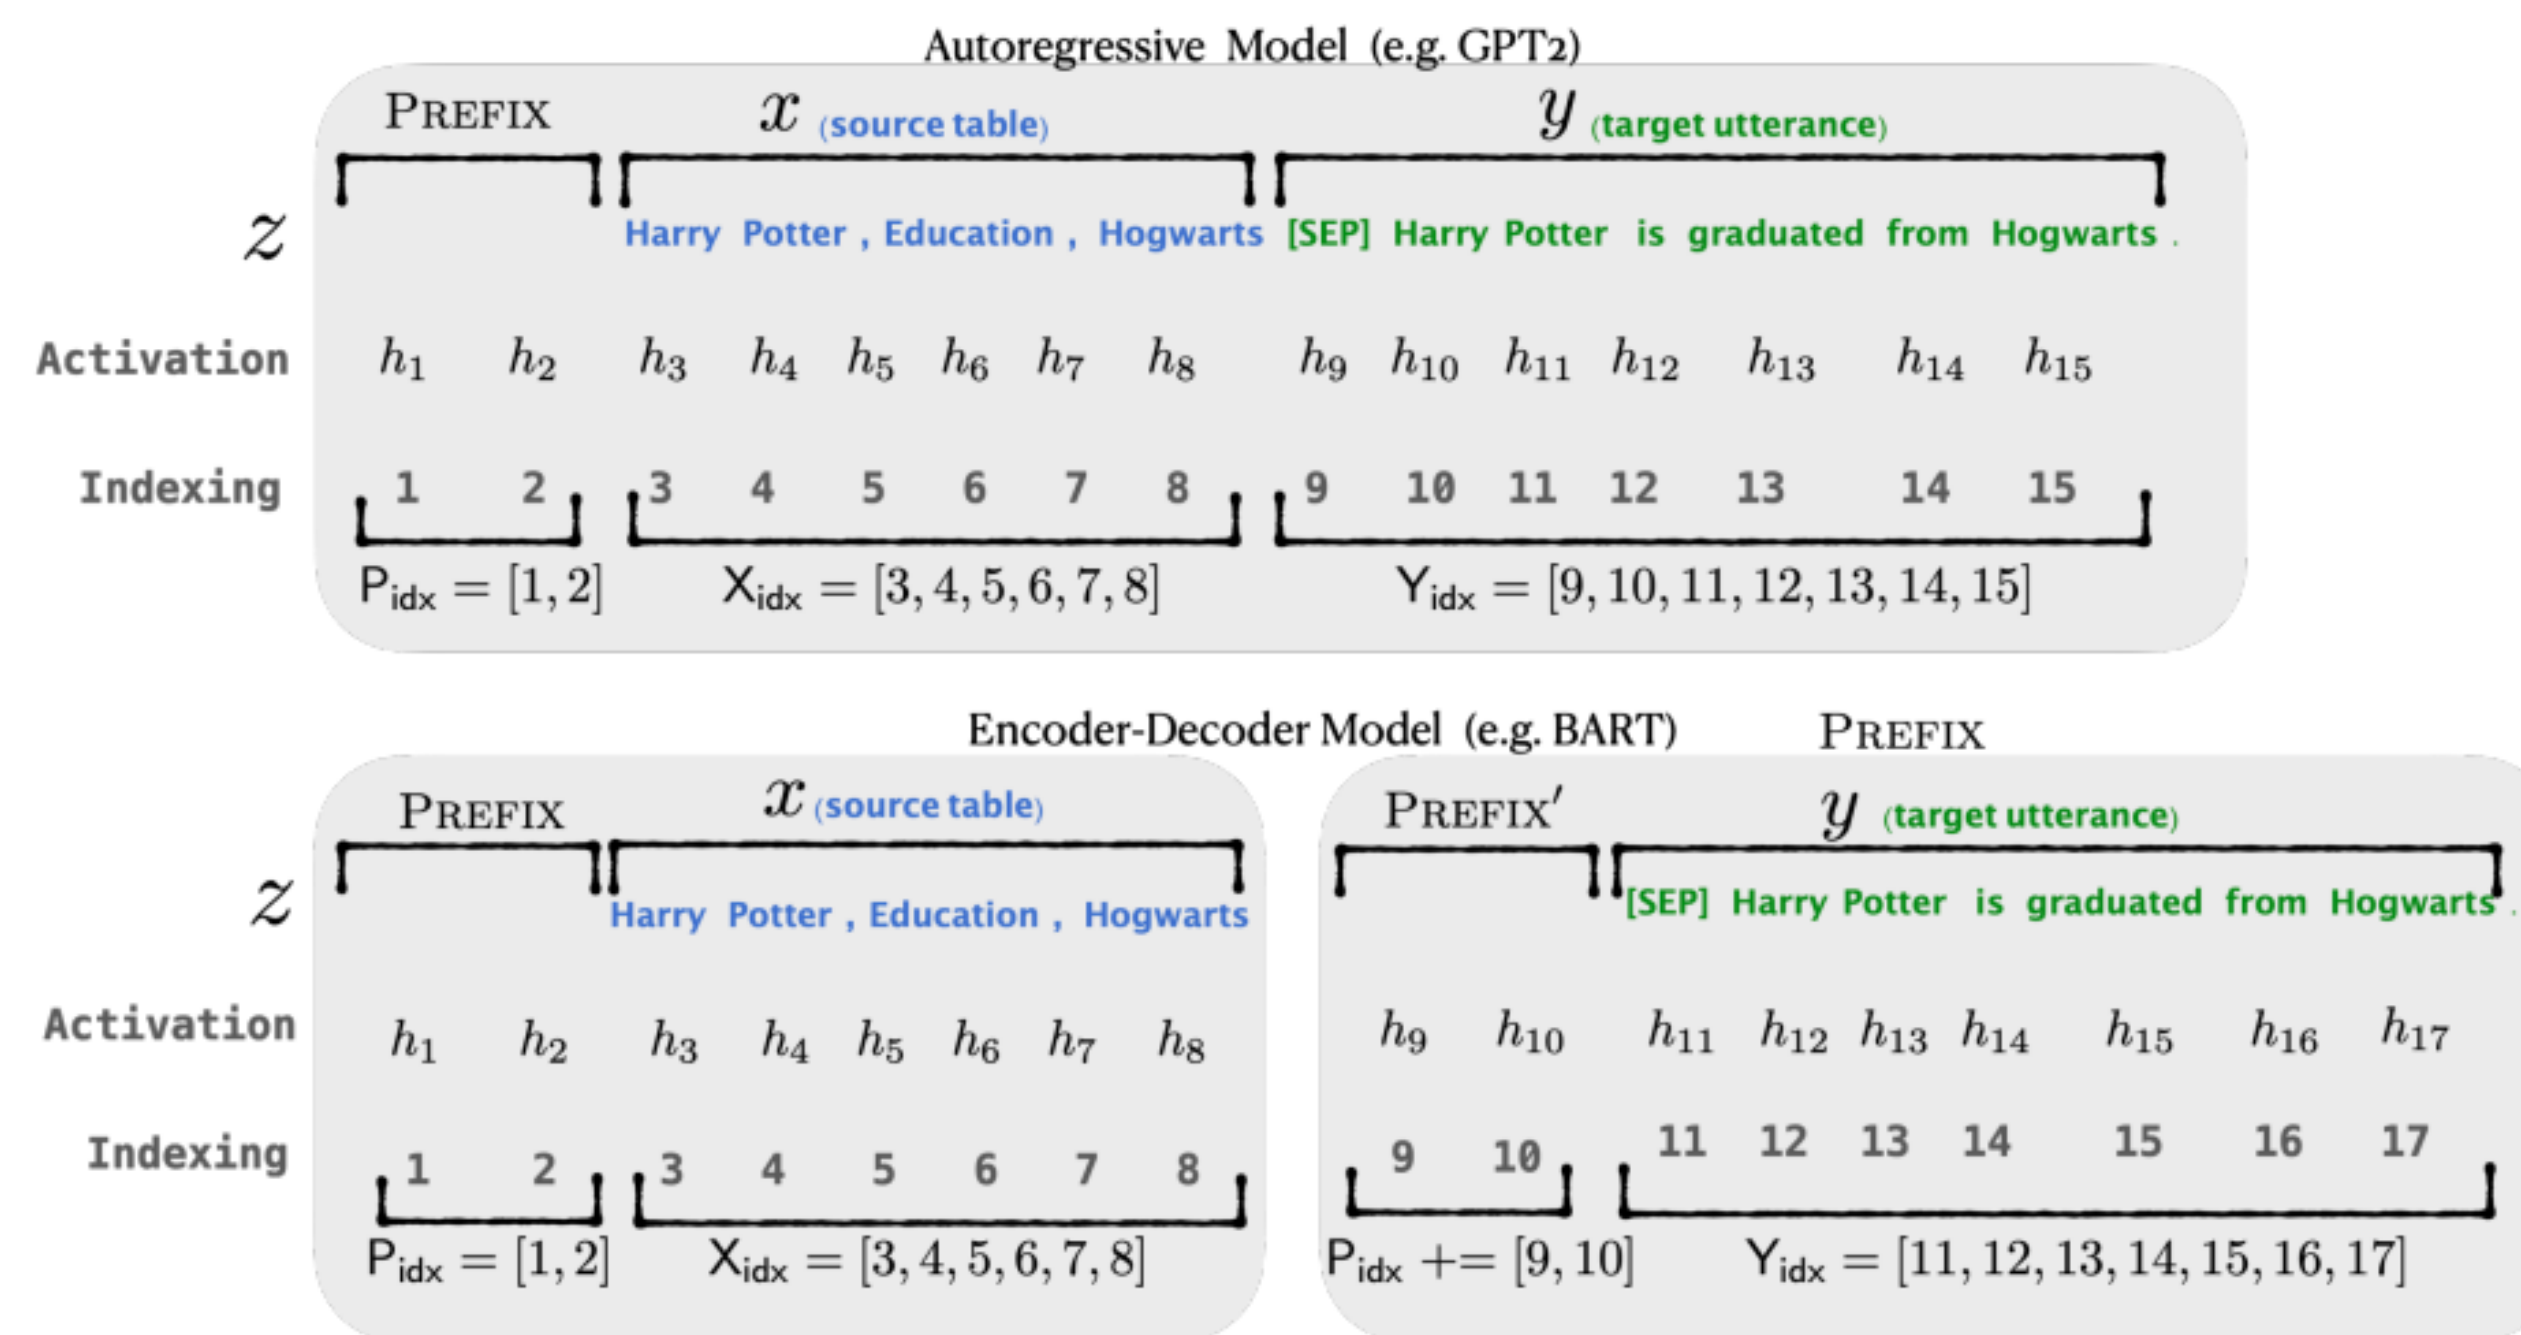 Autoregressive Model (e.g. GPT2)
PREFIX x (source table) y (target utterance)
z Harry Potter , Education , Hogwarts [SEP] Harry Potter is graduated from Hogwarts .
Activation h₁ h₂ h₃ h₄ h₅ h₆ h₇ h₈ h₉ h₁₀ h₁₁ h₁₂ h₁₃ h₁₄ h₁₅
Indexing 1 2 3 4 5 6 7 8 9 10 11 12 13 14 15
P_idx = [1, 2] X_idx = [3, 4, 5, 6, 7, 8] Y_idx = [9, 10, 11, 12, 13, 14, 15]
Encoder-Decoder Model (e.g. BART) PREFIX
PREFIX x (source table) PREFIX′ y (target utterance)
z Harry Potter , Education , Hogwarts [SEP] Harry Potter is graduated from Hogwarts .
Activation h₁ h₂ h₃ h₄ h₅ h₆ h₇ h₈ h₉ h₁₀ h₁₁ h₁₂ h₁₃ h₁₄ h₁₅ h₁₆ h₁₇
Indexing 1 2 3 4 5 6 7 8 9 10 11 12 13 14 15 16 17
P_idx = [1, 2] X_idx = [3, 4, 5, 6, 7, 8] P_idx += [9, 10] Y_idx = [11, 12, 13, 14, 15, 16, 17]